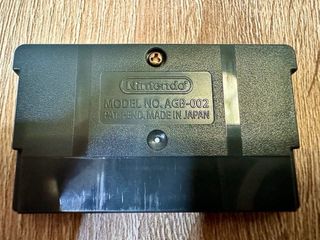 Nintendo®
MODEL NO. AGB-002
PAT. PEND. MADE IN JAPAN